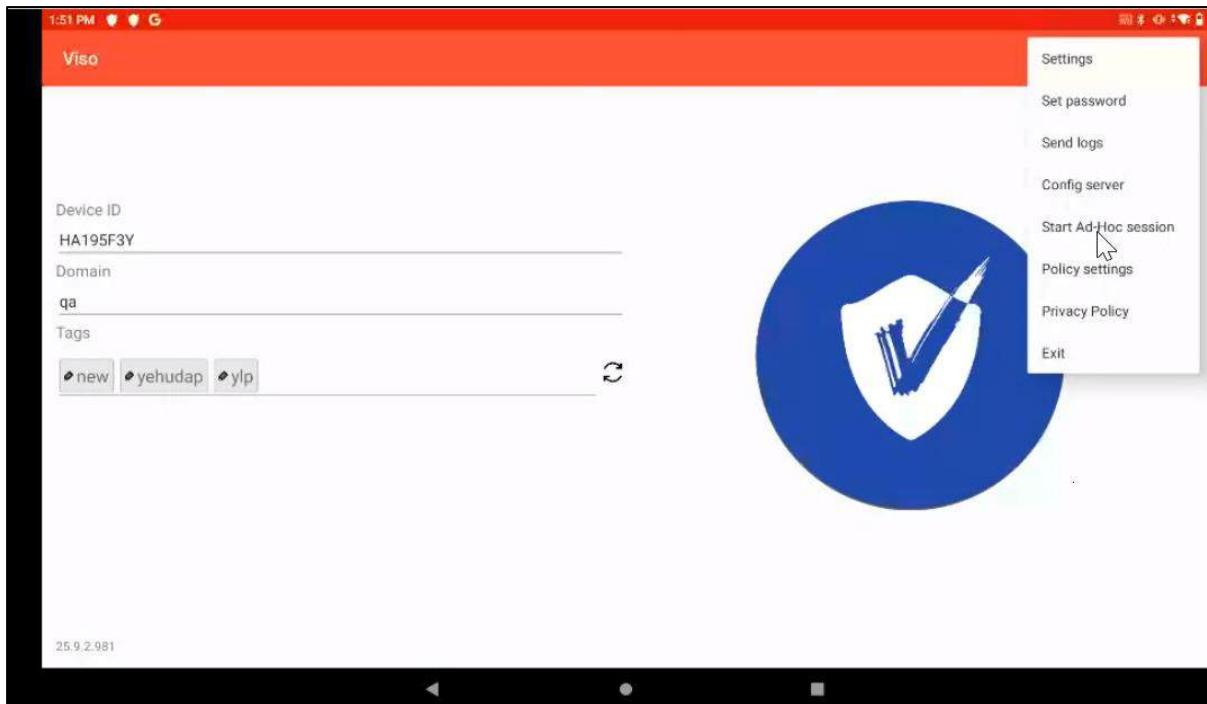 1:51 PM
Viso
Settings
Set password
Send logs
Config server
Start Ad-Hoc session
Policy settings
Privacy Policy
Exit
Device ID
HA195F3Y
Domain
qa
Tags
new yehudap ylp
25.9.2.981